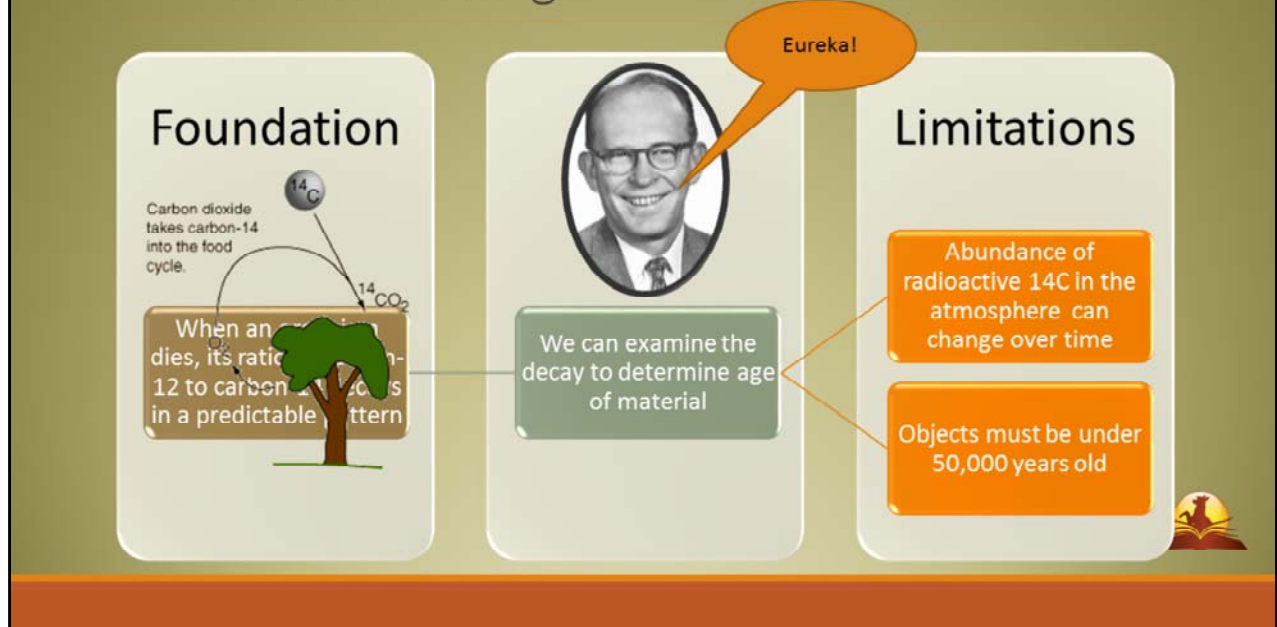 Eureka!
Foundation
14C
Carbon dioxide
takes carbon-14
into the food
cycle.
14CO2
When an
dies, its
12 to
in a predictable
We can examine the
decay to determine age
of material
Limitations
Abundance of
radioactive 14C in the
atmosphere can
change over time
Objects must be under
50,000 years old